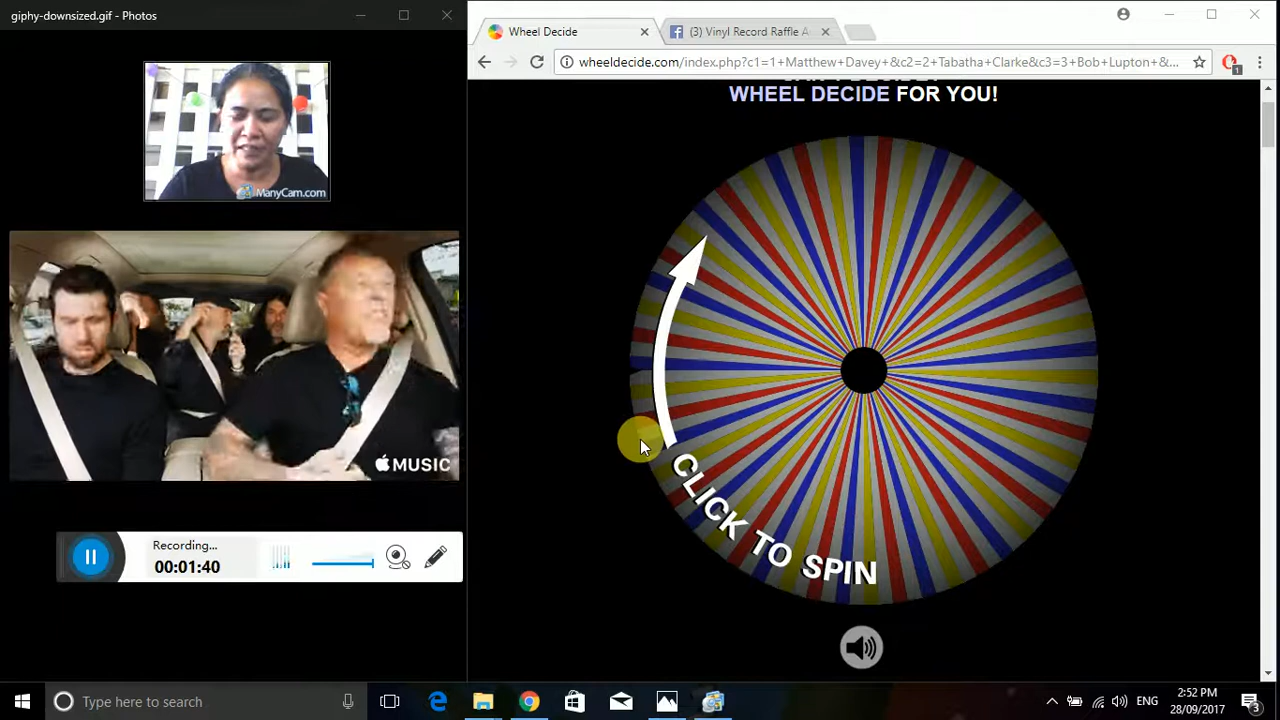 giphy-downsized.gif - Photos
Wheel Decide
(3) Vinyl Record Raffle A
wheeldecide.com/index.php?c1=1+Matthew+Davey+&c2=2+Tabatha+Clarke&c3=3+Bob+Lupton+&...
1
WHEEL DECIDE FOR YOU!
ManyCam.com
MUSIC
CLICK TO SPIN
Recording...
00:01:40
Type here to search
ENG
2:52 PM
28/09/2017
3